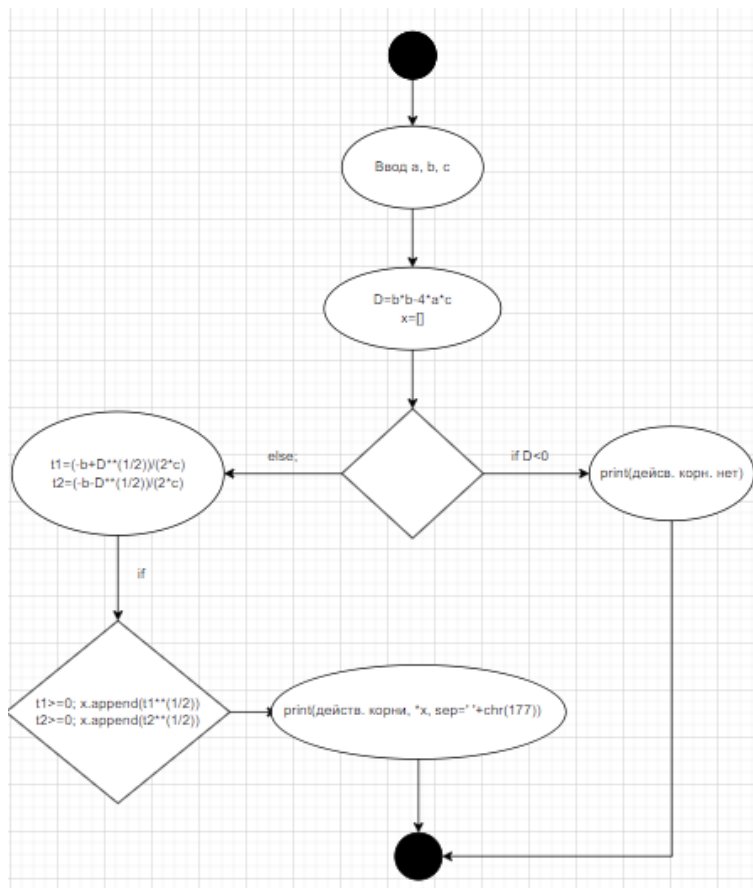 Ввод a, b, c
D=b*b-4*a*c
x=[]
else;
if D<0
t1=(-b+D**(1/2))/(2*c)
t2=(-b-D**(1/2))/(2*c)
print(дейсв. корн. нет)
if
t1>=0; x.append(t1**(1/2))
t2>=0; x.append(t2**(1/2))
print(действ. корни, *x, sep=' '+chr(177))